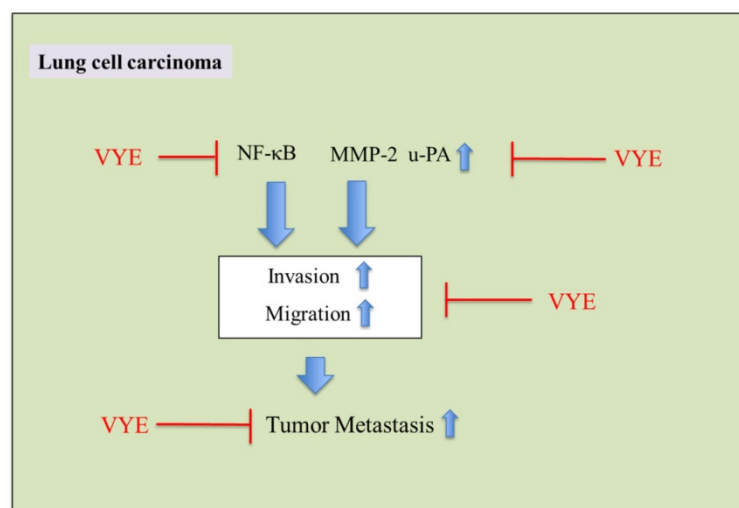 Lung cell carcinoma
VYE NF-κB MMP-2 u-PA VYE
Invasion
Migration
VYE
VYE Tumor Metastasis